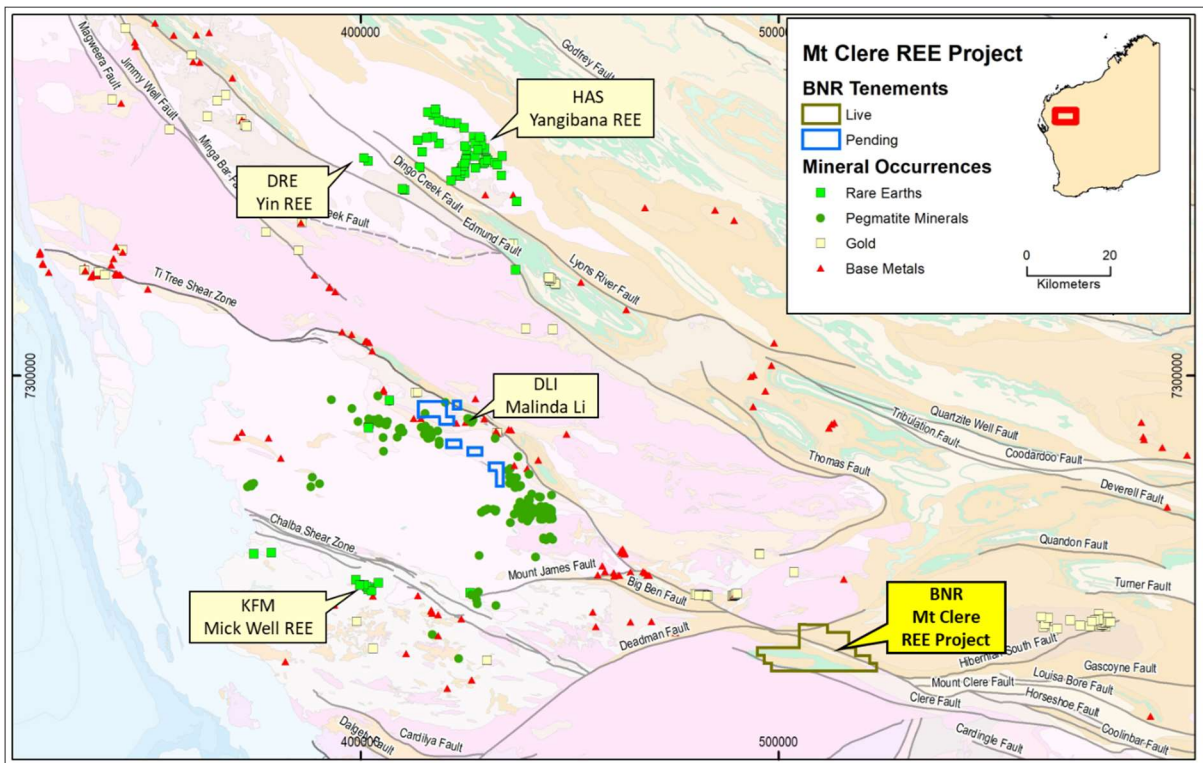 400000
500000
Mt Clere REE Project
BNR Tenements
Live
Pending
Mineral Occurrences
Rare Earths
Pegmatite Minerals
Gold
Base Metals
0
20
Kilometers
Magweera Fault
Jimmy Well Fault
Minga Bar
Godfrey Fault
HAS
Yangibana REE
DRE
Yin REE
Dingo Creek Fault
Fault
Edmund Fault
Lyons River Fault
Ti Tree Shear Zone
7300000
7300000
DLI
Malinda Li
Quartzite Well Fault
Tribulation Fault
Coodardoo Fault
Thomas Fault
Deverell Fault
Chalba Shear Zone
Quandon Fault
Mount James Fault
Turner Fault
Big Ben Fault
KFM
Mick Well REE
BNR
Mt Clere
REE Project
Deadman Fault
Hibernian South Fault
Gascoyne Fault
Mount Clere Fault
Louisa Bore Fault
Clere Fault
Horseshoe Fault
Coolinbar Fault
Cardingle Fault
Cardilya Fault
400000
500000